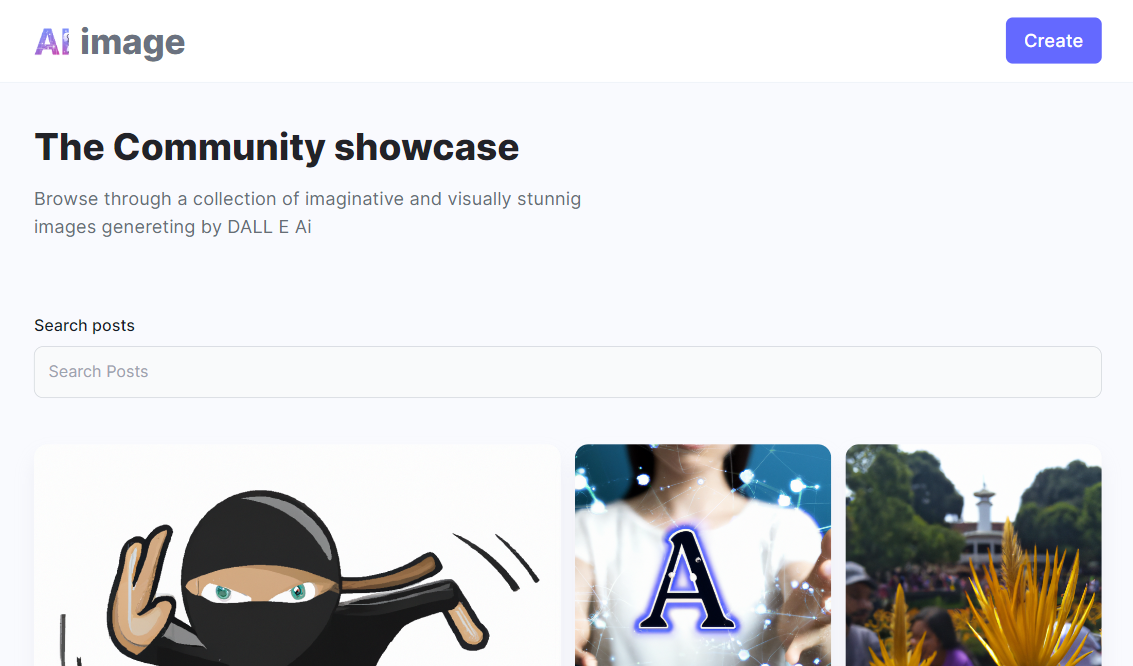 AI image
Create
The Community showcase
Browse through a collection of imaginative and visually stunnig
images genereting by DALL E Ai
Search posts
Search Posts
A